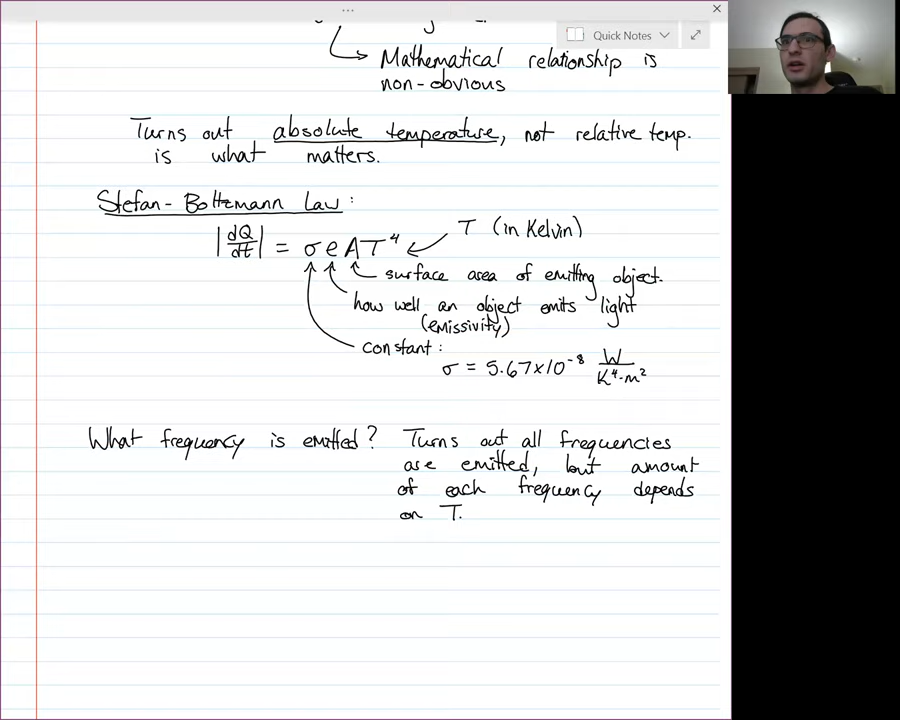 Quick Notes
Mathematical relationship is
non-obvious
Turns out absolute temperature, not relative temp.
is what matters.
Stefan-Boltzmann Law:
|dQ/dt| = σeAT⁴
T (in Kelvin)
surface area of emitting object.
how well an object emits light
(emissivity)
constant:
σ = 5.67×10⁻⁸ W/K⁴·m²
What frequency is emitted? Turns out all frequencies
are emitted, but amount
of each frequency depends
on T.